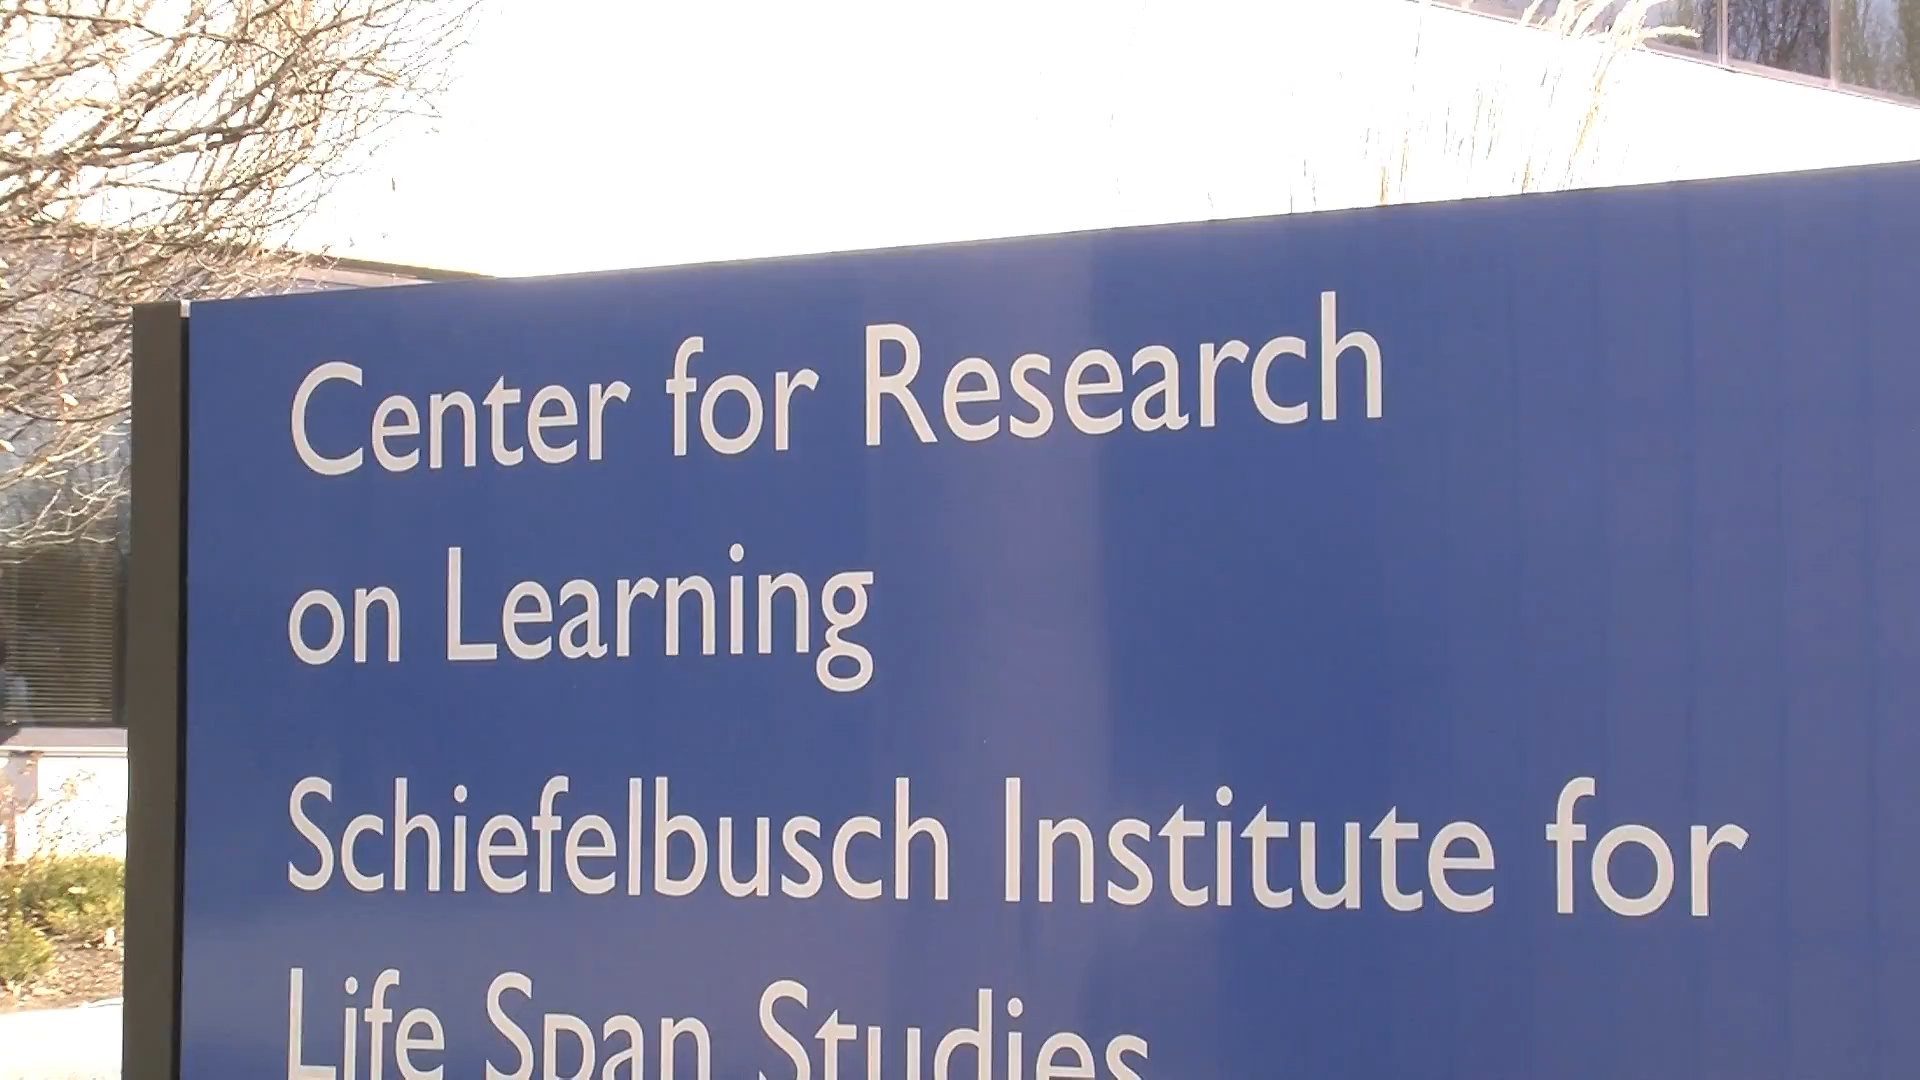 Center for Research
on Learning
Schiefelbusch Institute for
Life Span Studies